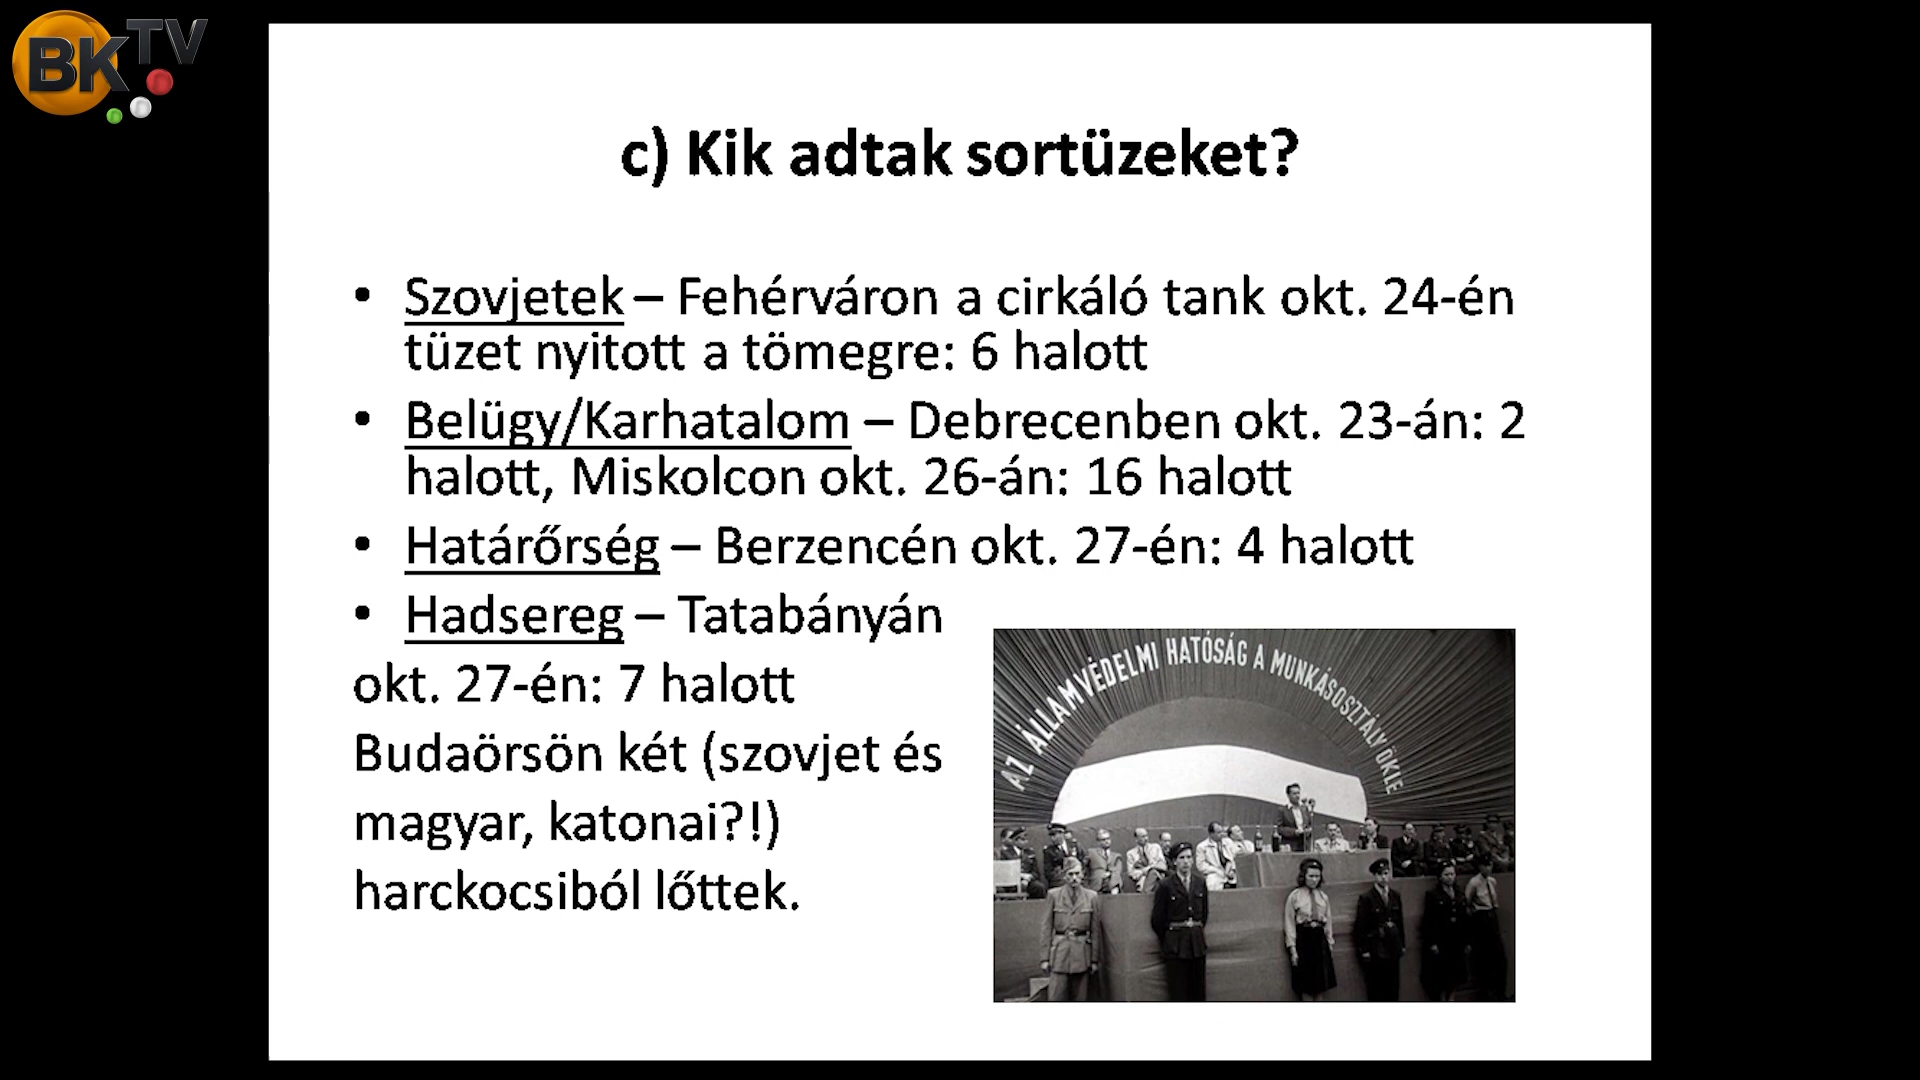 BKTV
c) Kik adtak sortüzeket?
• Szovjetek – Fehérváron a cirkáló tank okt. 24-én
tüzet nyitott a tömegre: 6 halott
• Belügy/Karhatalom – Debrecenben okt. 23-án: 2
halott, Miskolcon okt. 26-án: 16 halott
• Határőrség – Berzencén okt. 27-én: 4 halott
• Hadsereg – Tatabányán
okt. 27-én: 7 halott
Budaörsön két (szovjet és
magyar, katonai?!)
harckocsiból lőttek.
AZ ÁLLAMVÉDELMI HATÓSÁG A MUNKÁSOSZTÁLY ÖKLE